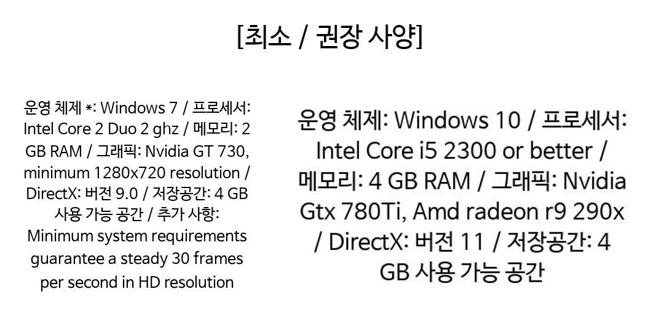 [최소 / 권장 사양]
운영 체제 *: Windows 7 / 프로세서:
Intel Core 2 Duo 2 ghz / 메모리: 2
GB RAM / 그래픽: Nvidia GT 730,
minimum 1280x720 resolution /
DirectX: 버전 9.0 / 저장공간: 4 GB
사용 가능 공간 / 추가 사항:
Minimum system requirements
guarantee a steady 30 frames
per second in HD resolution
운영 체제: Windows 10 / 프로세서:
Intel Core i5 2300 or better /
메모리: 4 GB RAM / 그래픽: Nvidia
Gtx 780Ti, Amd radeon r9 290x
/ DirectX: 버전 11 / 저장공간: 4
GB 사용 가능 공간